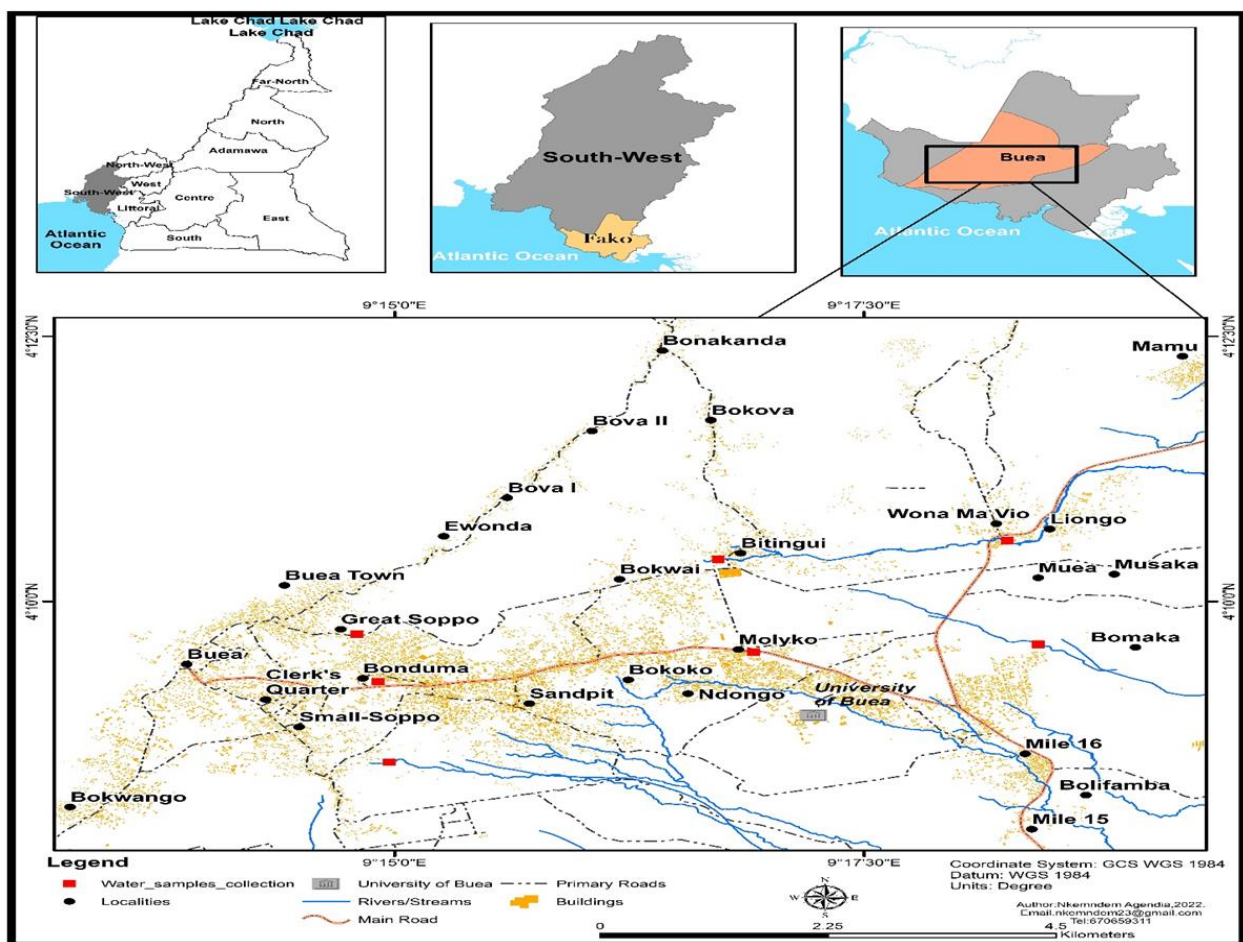 Lake Chad Lake Chad
Lake Chad
Far-North
North
Adamawa
North-West
West
South-West
Littoral
Centre
East
South
Atlantic
Ocean
South-West
Fako
Atlantic Ocean
Buea
Atlantic Ocean
9°15'0"E
9°17'30"E
4°12'30"N
4°12'30"N
Bonakanda
Mamu
Bova II
Bokova
Bova I
Wona Ma Vio
Liongo
Ewonda
Bitingui
Buea Town
Bokwai
Muea
Musaka
4°10'0"N
4°10'0"N
Great Soppo
Molyko
Bomaka
Buea
Clerk's
Quarter
Bonduma
Bokoko
Sandpit
Ndongo
University
of Buea
Small-Soppo
Mile 16
Bolifamba
Bokwango
Mile 15
9°15'0"E
9°17'30"E
Legend
Water_samples_collection
Localities
University of Buea
Rivers/Streams
Main Road
Primary Roads
Buildings
N
W
E
S
Coordinate System: GCS WGS 1984
Datum: WGS 1984
Units: Degree
Author:Nkemndem Agendia,2022.
Email.nkemndem23@gmail.com
Tel:670659311
0 2.25 4.5
Kilometers